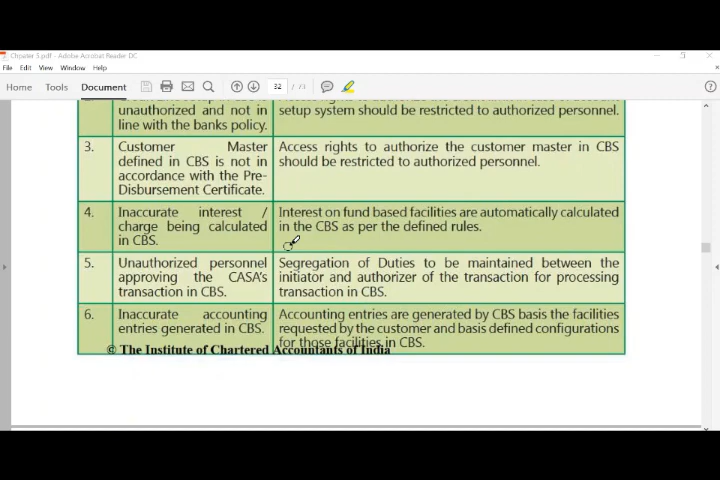 Chpater 5.pdf - Adobe Acrobat Reader DC
File Edit View Window Help
Home Tools Document 32 / 73
unauthorized and not in
line with the banks policy.
setup system should be restricted to authorized personnel.
3. Customer Master
defined in CBS is not in
accordance with the Pre-
Disbursement Certificate.
Access rights to authorize the customer master in CBS
should be restricted to authorized personnel.
4. Inaccurate interest /
charge being calculated
in CBS.
Interest on fund based facilities are automatically calculated
in the CBS as per the defined rules.
5. Unauthorized personnel
approving the CASA's
transaction in CBS.
Segregation of Duties to be maintained between the
initiator and authorizer of the transaction for processing
transaction in CBS.
6. Inaccurate accounting
entries generated in CBS.
Accounting entries are generated by CBS basis the facilities
requested by the customer and basis defined configurations
for those facilities in CBS.
© The Institute of Chartered Accountants of India